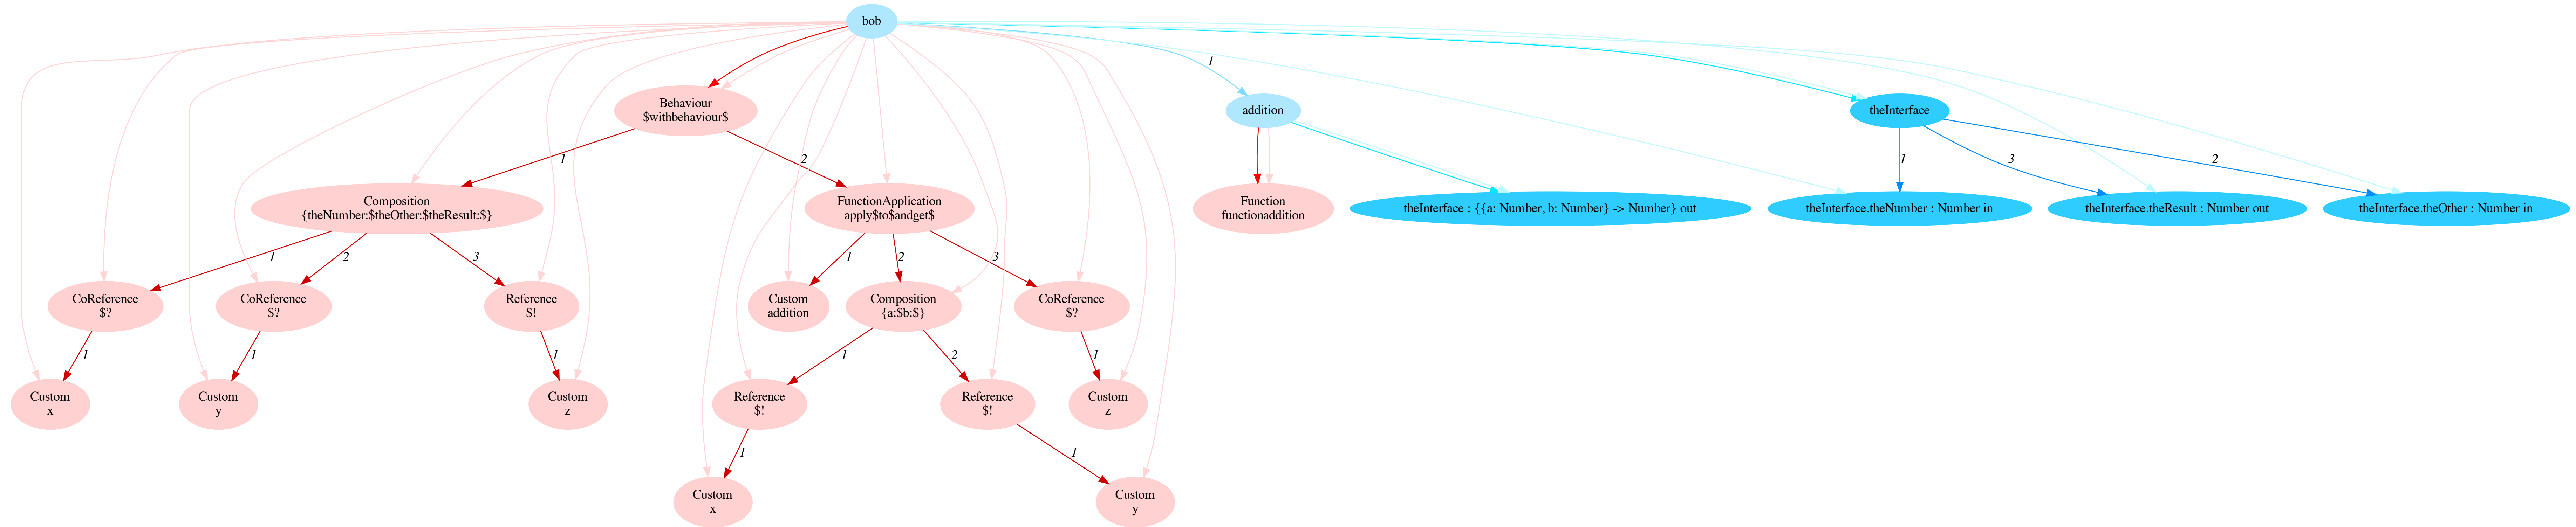 bob
1
Behaviour
$withbehaviour$
addition
theInterface
1
2
1
3
2
Composition
{theNumber:$theOther:$theResult:$}
FunctionApplication
apply$to$andget$
Function
functionaddition
theInterface : {{a: Number, b: Number} -> Number} out
theInterface.theNumber : Number in
theInterface.theResult : Number out
theInterface.theOther : Number in
1
2
3
1
2
3
CoReference
$?
CoReference
$?
Reference
$!
Custom
addition
Composition
{a:$b:$}
CoReference
$?
1
1
1
1
2
1
Custom
x
Custom
y
Custom
z
Reference
$!
Reference
$!
Custom
z
1
1
Custom
x
Custom
y